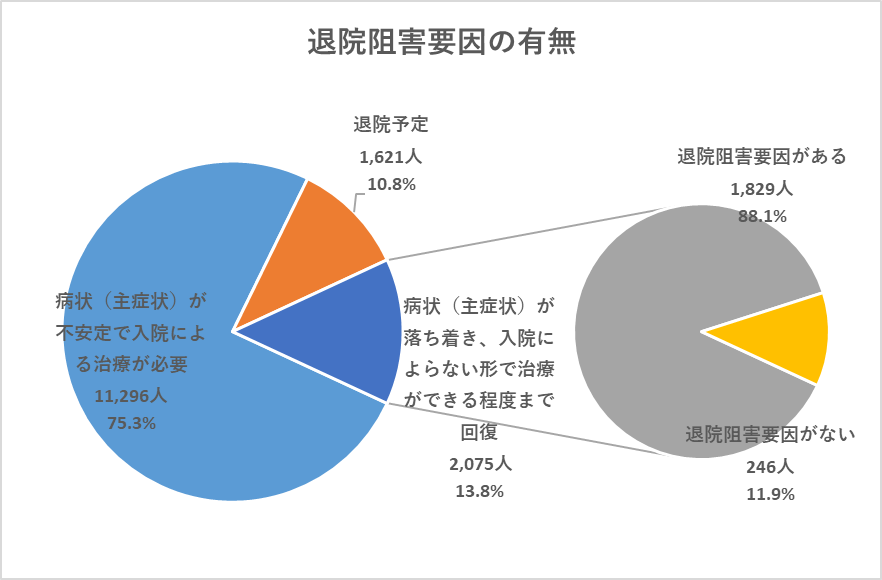 退院阻害要因の有無
退院予定
1,621人
10.8%
病状（主症状）が
不安定で入院によ
る治療が必要
11,296人
75.3%
病状（主症状）が
落ち着き、入院に
よらない形で治療
ができる程度まで
回復
2,075人
13.8%
退院阻害要因がある
1,829人
88.1%
退院阻害要因がない
246人
11.9%